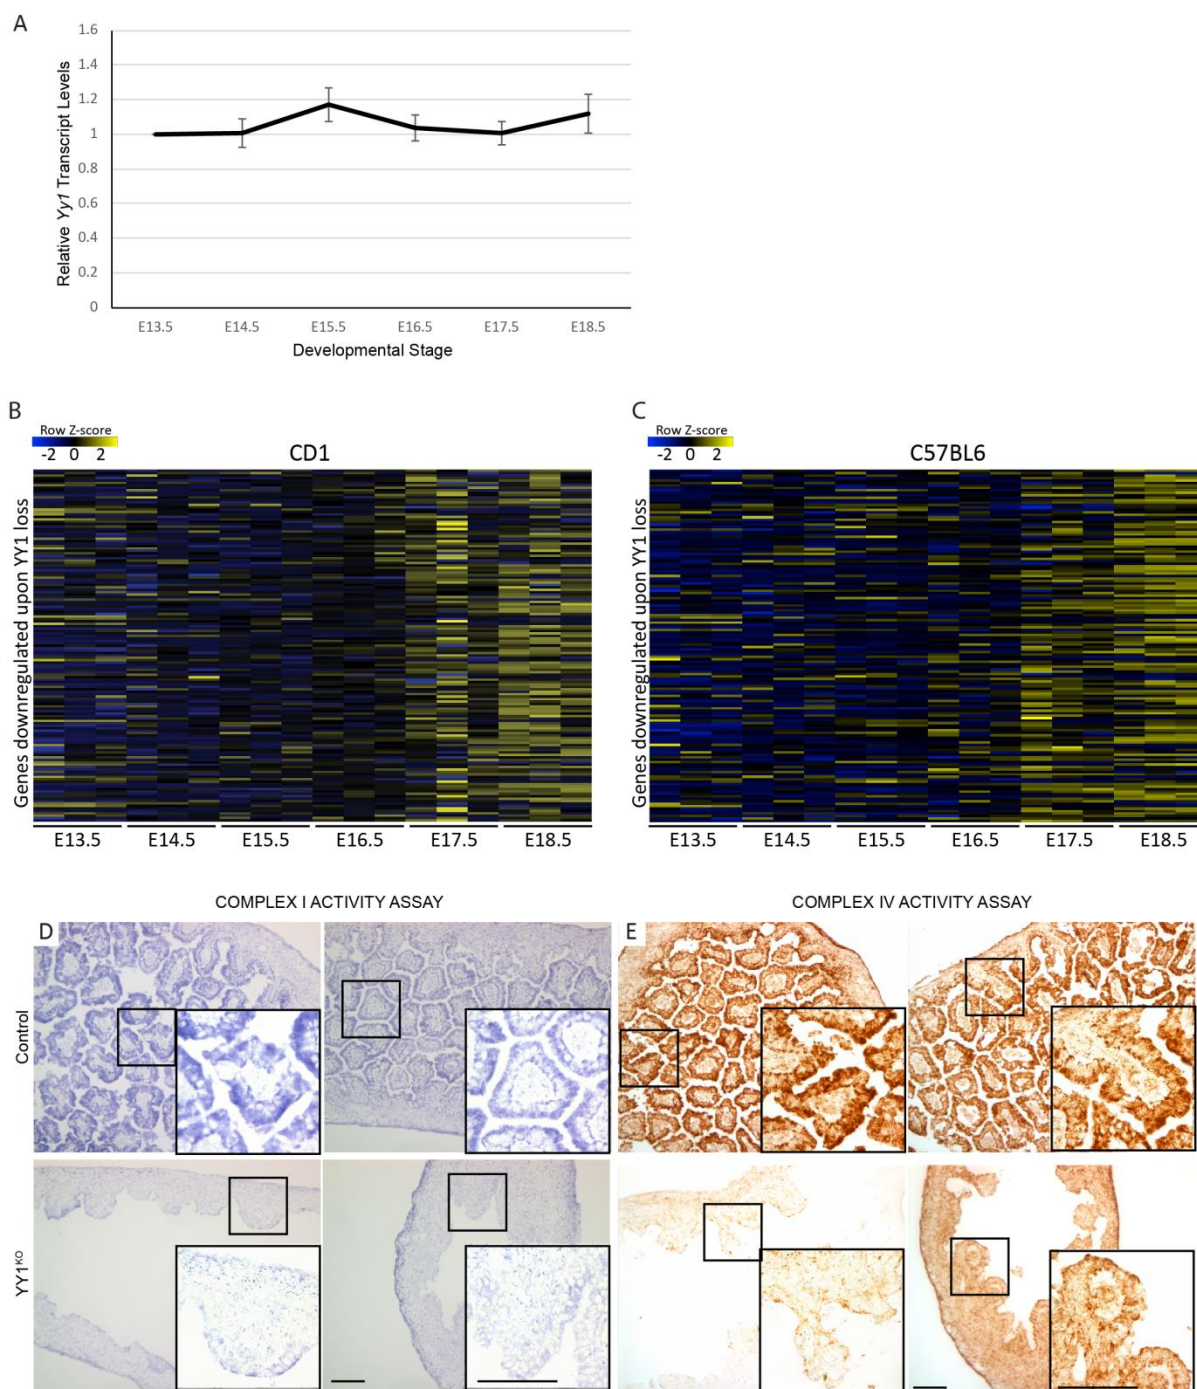 A
1.6
1.4
1.2
1
0.8
0.6
0.4
0.2
0
Relative Yy1 Transcript Levels
E13.5 E14.5 E15.5 E16.5 E17.5 E18.5
Developmental Stage
B
Row Z-score
-2 0 2
CD1
Genes downregulated upon YY1 loss
E13.5 E14.5 E15.5 E16.5 E17.5 E18.5
C
Row Z-score
-2 0 2
C57BL6
Genes downregulated upon YY1 loss
E13.5 E14.5 E15.5 E16.5 E17.5 E18.5
COMPLEX I ACTIVITY ASSAY
COMPLEX IV ACTIVITY ASSAY
D
E
Control
YY1KO